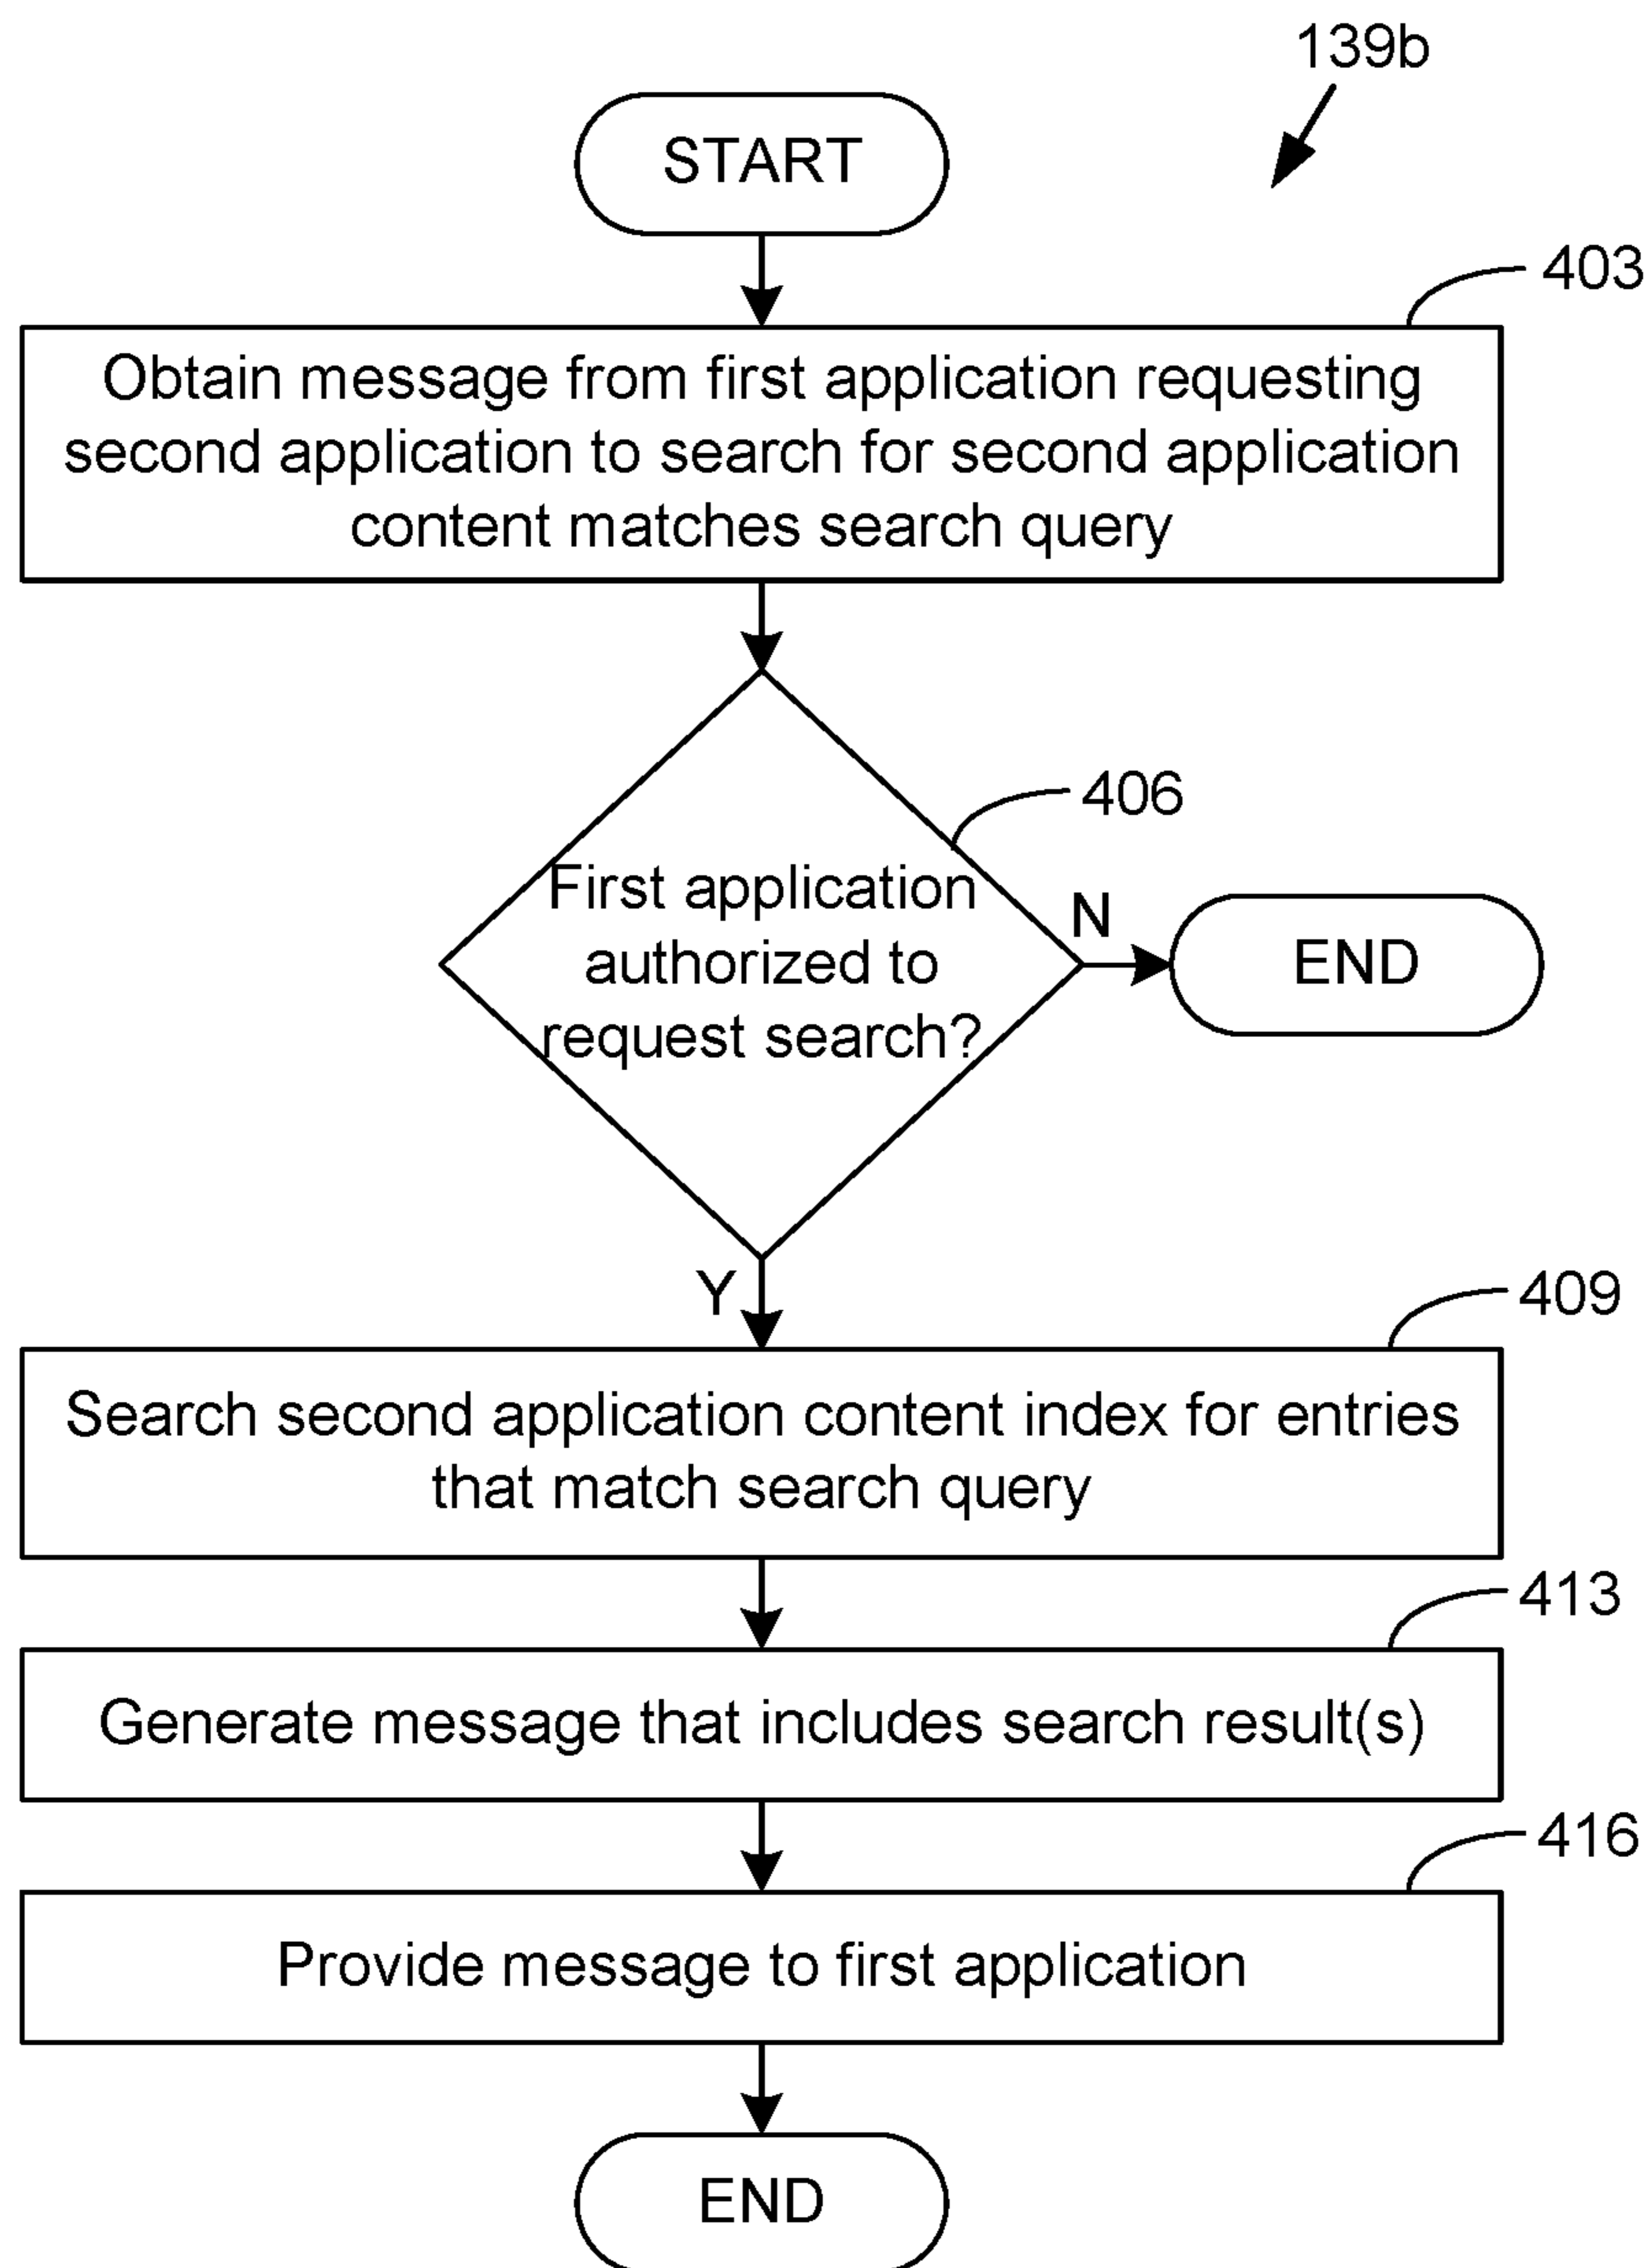 139b
START
403
Obtain message from first application requesting
second application to search for second application
content matches search query
406
First application
authorized to
request search?
N
END
Y
409
Search second application content index for entries
that match search query
413
Generate message that includes search result(s)
416
Provide message to first application
END